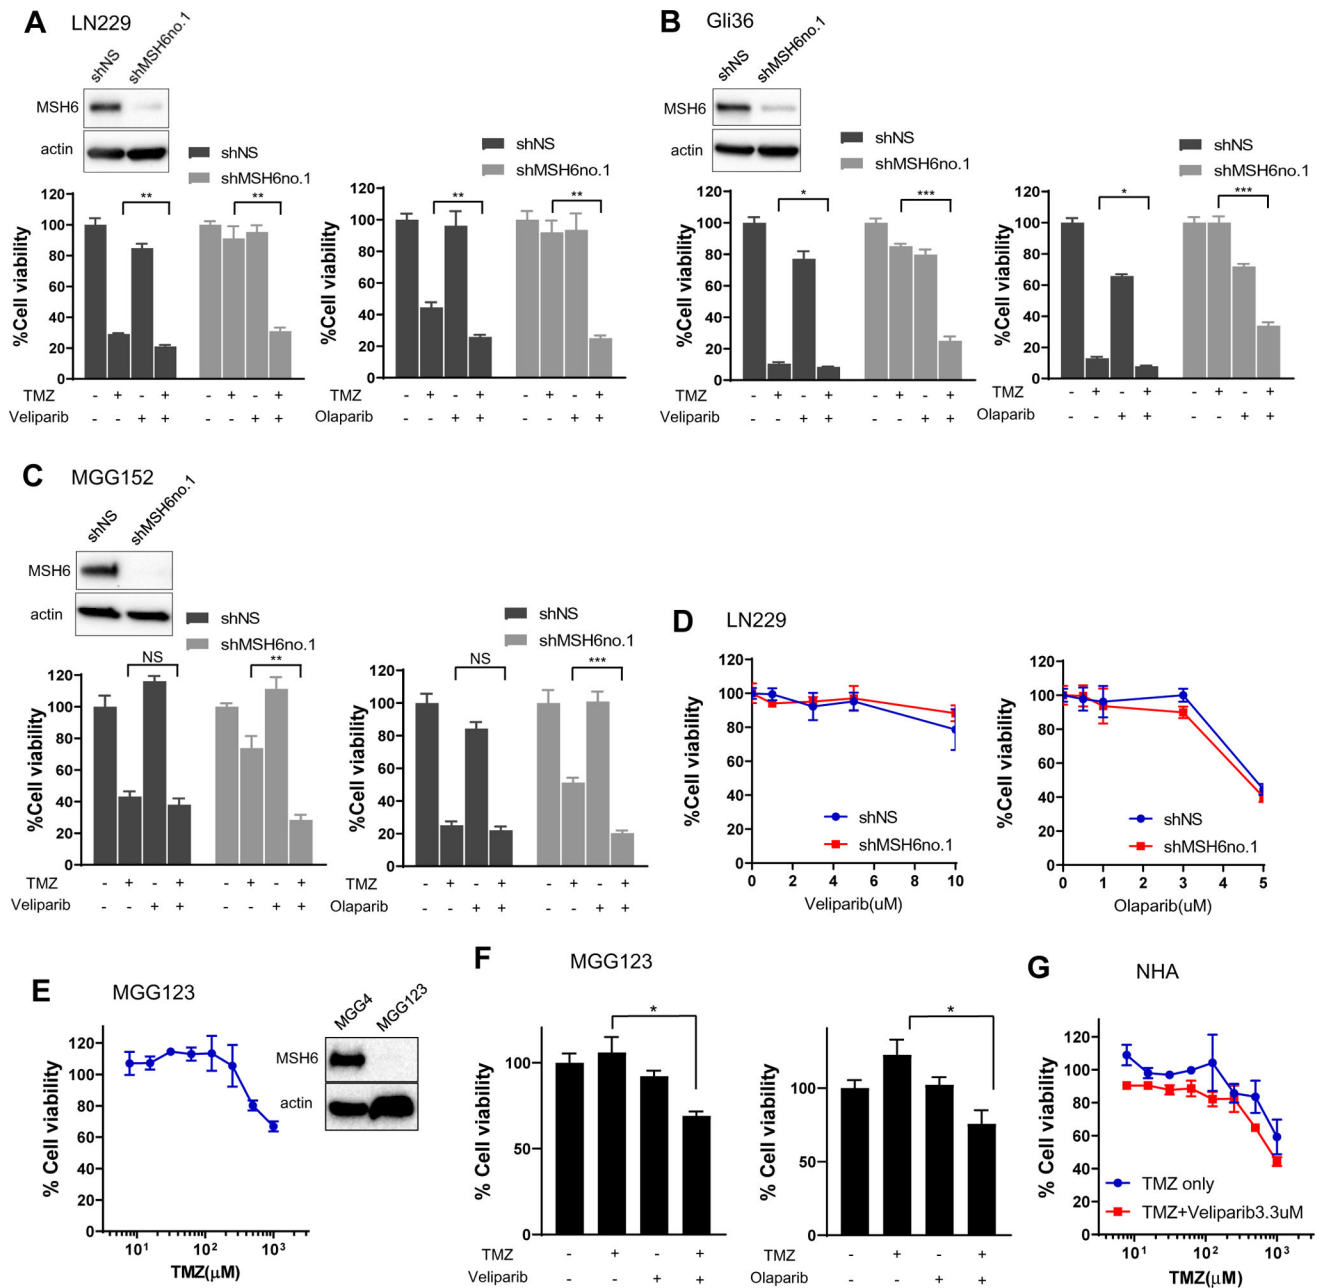 A LN229
shNS
shMSH6no.1
MSH6
actin
shNS
shMSH6no.1
%Cell viability
120
100
80
60
40
20
0
** **
TMZ - + - + - + - +
Veliparib - - + + - - + +
shNS
shMSH6no.1
%Cell viability
120
100
80
60
40
20
0
** **
TMZ - + - + - + - +
Olaparib - - + + - - + +
B Gli36
shNS
shMSH6no.1
MSH6
actin
shNS
shMSH6no.1
%Cell viability
120
100
80
60
40
20
0
* ***
TMZ - + - + - + - +
Veliparib - - + + - - + +
shNS
shMSH6no.1
%Cell viability
120
100
80
60
40
20
0
* ***
TMZ - + - + - + - +
Olaparib - - + + - - + +
C MGG152
shNS
shMSH6no.1
MSH6
actin
shNS
shMSH6no.1
%Cell viability
120
100
80
60
40
20
0
NS **
TMZ - + - + - + - +
Veliparib - - + + - - + +
shNS
shMSH6no.1
%Cell viability
120
100
80
60
40
20
0
NS ***
TMZ - + - + - + - +
Olaparib - - + + - - + +
D LN229
%Cell viability
120
100
80
60
40
20
0
shNS
shMSH6no.1
0 2 4 6 8 10
Veliparib(uM)
%Cell viability
120
100
80
60
40
20
0
shNS
shMSH6no.1
0 1 3 5
Olaparib(uM)
E MGG123
% Cell viability
120
100
80
60
40
20
0
10¹ 10² 10³
TMZ(μM)
MGG4
MGG123
MSH6
actin
F MGG123
% Cell viability
100
50
0
*
TMZ - + - +
Veliparib - - + +
% Cell viability
100
50
0
*
TMZ - + - +
Olaparib - - + +
G NHA
% Cell viability
120
100
80
60
40
20
0
TMZ only
TMZ+Veliparib3.3uM
10¹ 10² 10³
TMZ(μM)